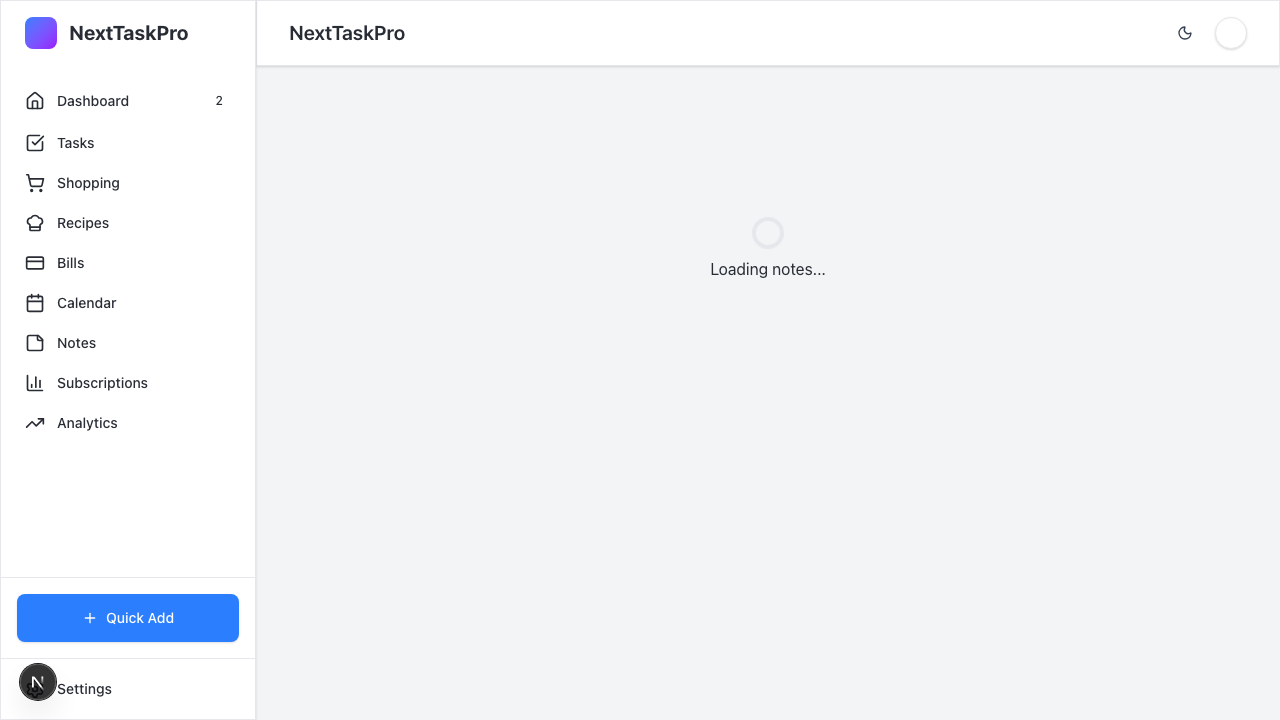 NextTaskPro
Dashboard 2
Tasks
Shopping
Recipes
Bills
Calendar
Notes
Subscriptions
Analytics
Quick Add
N Settings
NextTaskPro
Loading notes...